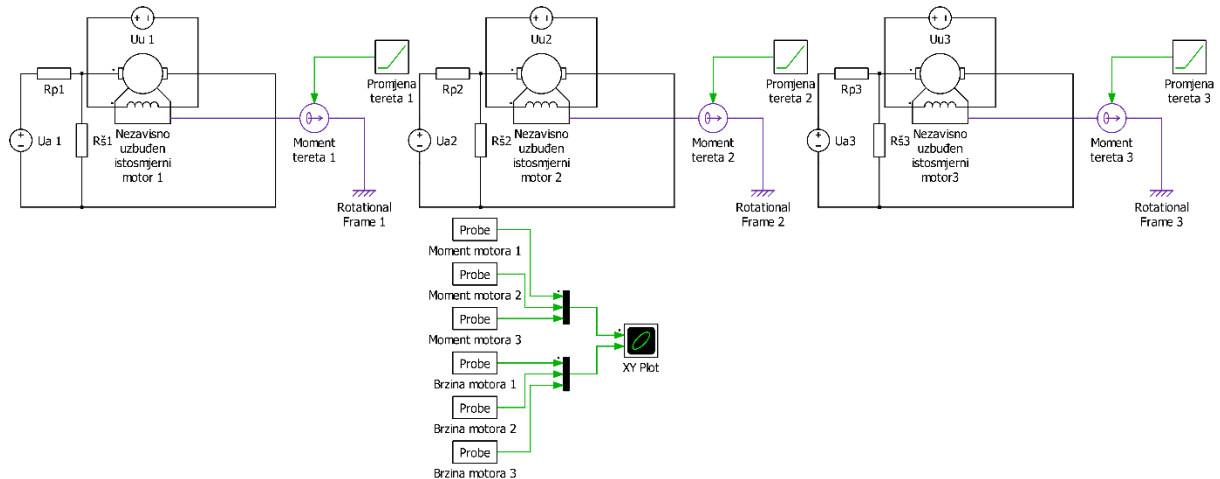 Uu 1
Rp1
Ua 1
Rš1
Nezavisno
uzbuđen
istosmjerni
motor 1
Promjena
tereta 1
Moment
tereta 1
Rotational
Frame 1
Uu2
Rp2
Ua2
Rš2
Nezavisno
uzbuđen
istosmjerni
motor 2
Promjena
tereta 2
Moment
tereta 2
Rotational
Frame 2
Uu3
Rp3
Ua3
Rš3
Nezavisno
uzbuđen
istosmjerni
motor3
Promjena
tereta 3
Moment
tereta 3
Rotational
Frame 3
Probe
Moment motora 1
Probe
Moment motora 2
Probe
Moment motora 3
Probe
Brzina motora 1
Probe
Brzina motora 2
Probe
Brzina motora 3
XY Plot